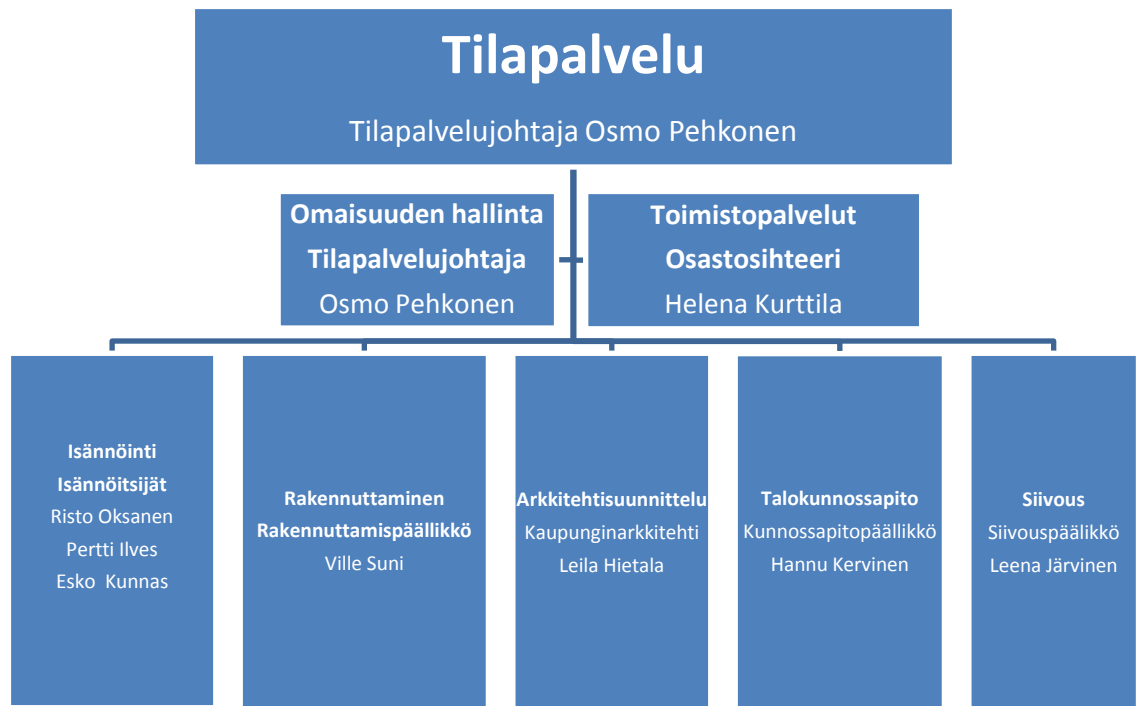 Tilapalvelu
Tilapalvelujohtaja Osmo Pehkonen
Omaisuuden hallinta
Tilapalvelujohtaja
Osmo Pehkonen
Toimistopalvelut
Osastosihteeri
Helena Kurttila
Isännöinti
Isännöitsijät
Risto Oksanen
Pertti Ilves
Esko Kunnas
Rakennuttaminen
Rakennuttamispäällikkö
Ville Suni
Arkkitehtisuunnittelu
Kaupunginarkkitehti
Leila Hietala
Talokunnossapito
Kunnossapitopäällikkö
Hannu Kervinen
Siivous
Siivouspäälikkö
Leena Järvinen